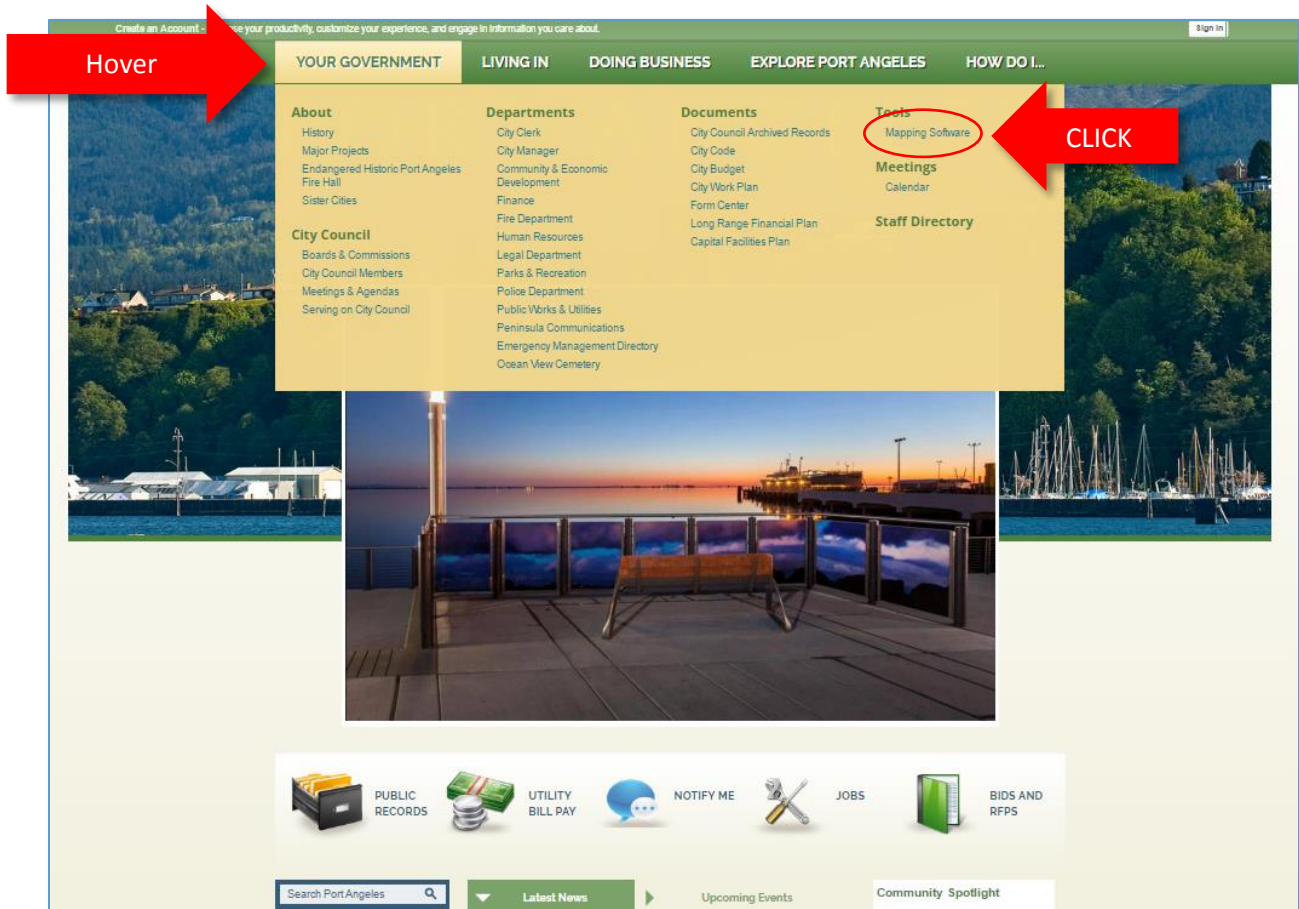 Create an Account - se your productivity, customize your experience, and engage in information you care about.
Sign In
Hover
YOUR GOVERNMENT
LIVING IN
DOING BUSINESS
EXPLORE PORT ANGELES
HOW DO I...
About
History
Major Projects
Endangered Historic Port Angeles
Fire Hall
Sister Cities
City Council
Boards & Commissions
City Council Members
Meetings & Agendas
Serving on City Council
Departments
City Clerk
City Manager
Community & Economic
Development
Finance
Fire Department
Human Resources
Legal Department
Parks & Recreation
Police Department
Public Works & Utilities
Peninsula Communications
Emergency Management Directory
Ocean View Cemetery
Documents
City Council Archived Records
City Code
City Budget
City Work Plan
Form Center
Long Range Financial Plan
Capital Facilities Plan
Tools
Mapping Software
CLICK
Meetings
Calendar
Staff Directory
PUBLIC
RECORDS
UTILITY
BILL PAY
NOTIFY ME
JOBS
BIDS AND
RFPS
Search Port Angeles
Latest News
Upcoming Events
Community Spotlight